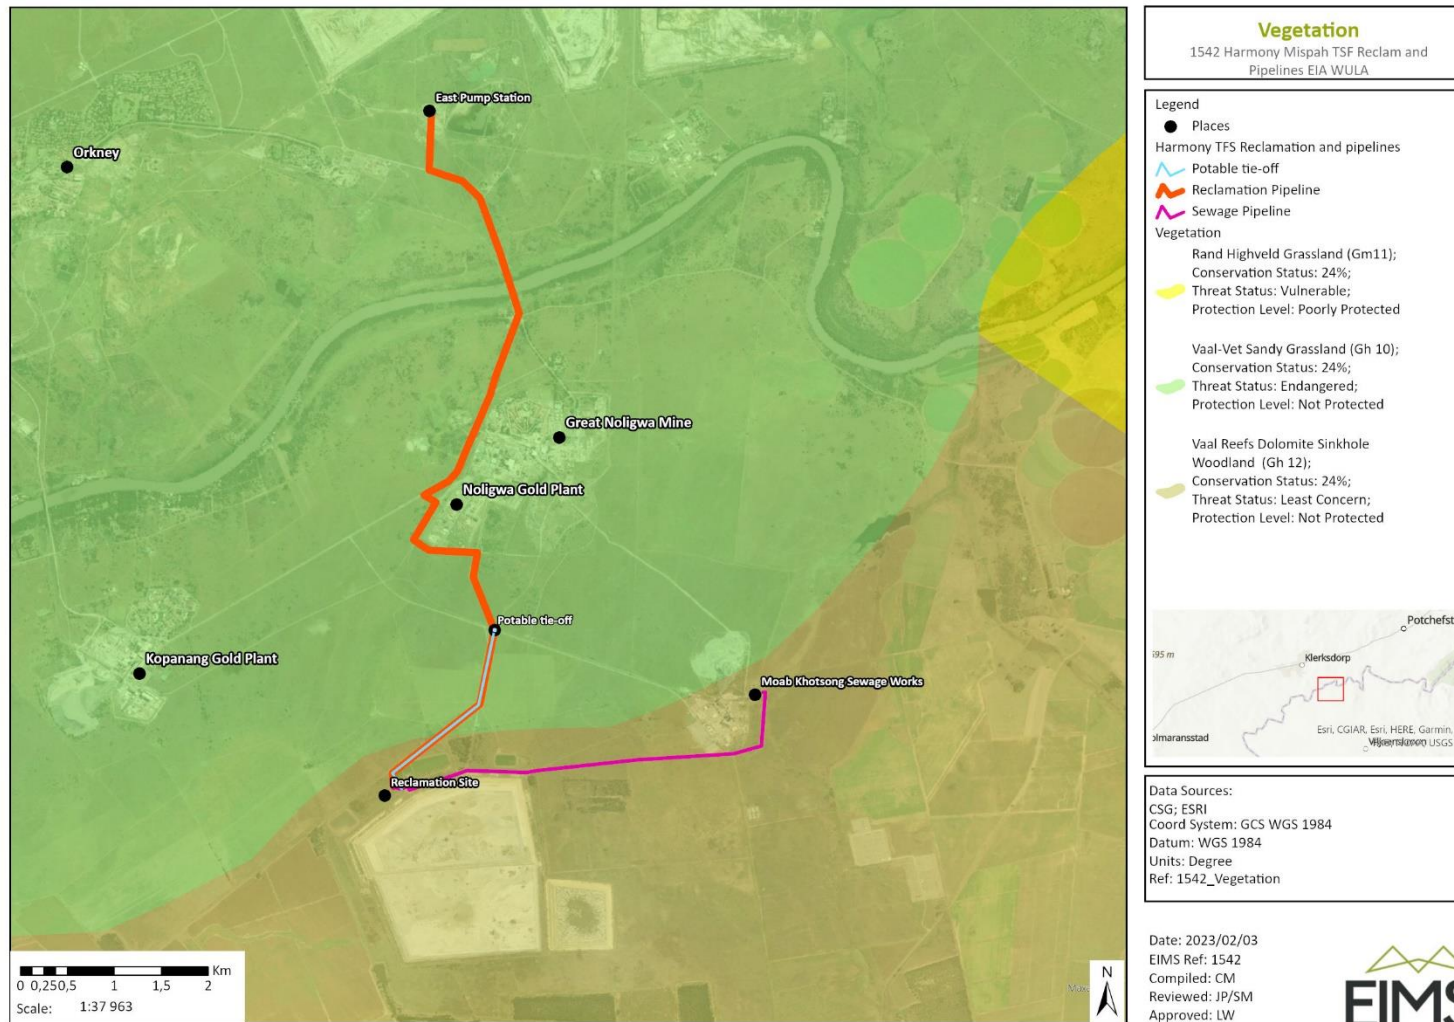 Vegetation
1542 Harmony Mispah TSF Reclam and
Pipelines EIA WULA
Legend
Places
Harmony TFS Reclamation and pipelines
Potable tie-off
Reclamation Pipeline
Sewage Pipeline
Vegetation
Rand Highveld Grassland (Gm11);
Conservation Status: 24%;
Threat Status: Vulnerable;
Protection Level: Poorly Protected
Vaal-Vet Sandy Grassland (Gh 10);
Conservation Status: 24%;
Threat Status: Endangered;
Protection Level: Not Protected
Vaal Reefs Dolomite Sinkhole
Woodland (Gh 12);
Conservation Status: 24%;
Threat Status: Least Concern;
Protection Level: Not Protected
Potchefst
Klerksdorp
olmaransstad
Esri, CGIAR, Esri, HERE, Garmin,
USGS
Data Sources:
CSG; ESRI
Coord System: GCS WGS 1984
Datum: WGS 1984
Units: Degree
Ref: 1542_Vegetation
Date: 2023/02/03
EIMS Ref: 1542
Compiled: CM
Reviewed: JP/SM
Approved: LW
EIMS
East Pump Station
Orkney
Great Noligwa Mine
Noligwa Gold Plant
Potable tie-off
Kopanang Gold Plant
Moab Khotsong Sewage Works
Reclamation Site
Km
0 0,250,5 1 1,5 2
Scale: 1:37 963
N